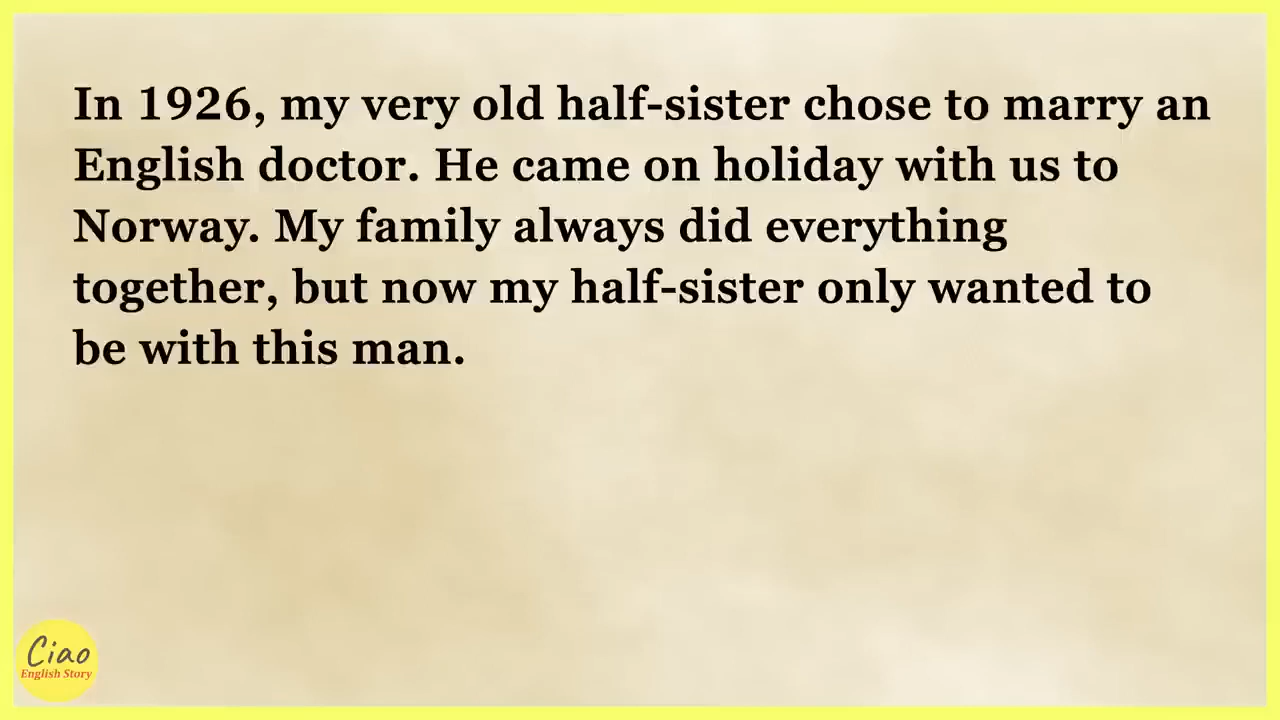 In 1926, my very old half-sister chose to marry an
English doctor. He came on holiday with us to
Norway. My family always did everything
together, but now my half-sister only wanted to
be with this man.
Ciao
English Story